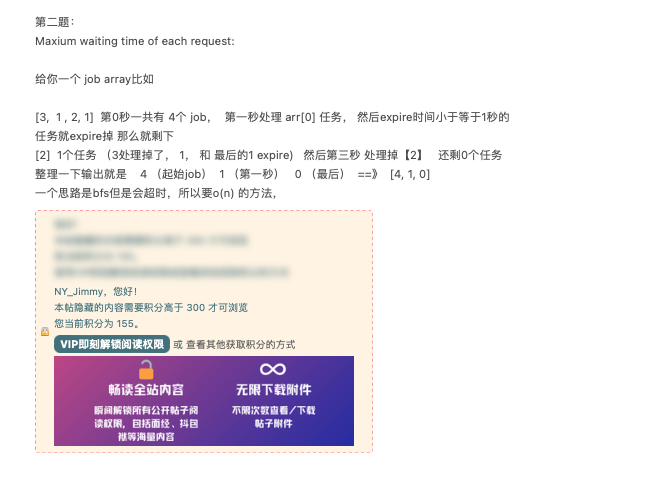 第二题：
Maxium waiting time of each request:
给你一个 job array比如
[3, 1 , 2, 1] 第0秒一共有 4个 job， 第一秒处理 arr[0] 任务， 然后expire时间小于等于1秒的
任务就expire掉 那么就剩下
[2] 1个任务 （3处理掉了， 1， 和 最后的1 expire) 然后第三秒 处理掉【2】 还剩0个任务
整理一下输出就是 4 （起始job） 1 （第一秒） 0 （最后） ==》 [4, 1, 0]
一个思路是bfs但是会超时，所以要o(n) 的方法，
NY_Jimmy，您好！
本帖隐藏的内容需要积分高于 300 才可浏览
您当前积分为 155。
VIP即刻解锁阅读权限 或 查看其他获取积分的方式
畅读全站内容
瞬间解锁所有公开帖子阅
读权限，包括面经、抖包
袱等海量内容
无限下载附件
不限次数查看/下载
帖子附件